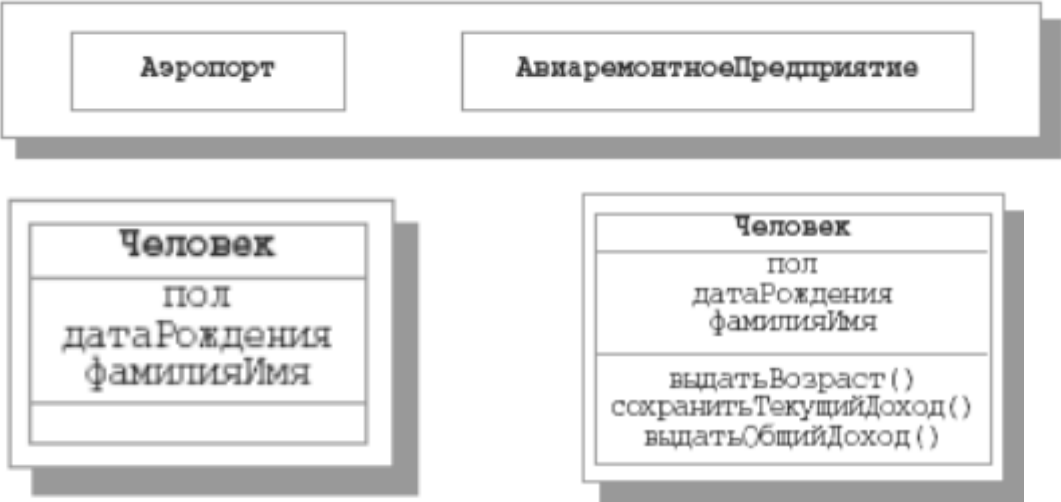 Аэропорт
АвиаремонтноеПредприятие
Человек
пол
датаРождения
фамилияИмя
Человек
пол
датаРождения
фамилияИмя
выдатьВозраст()
сохранитьТекущийДоход()
выдатьОбщийДоход()